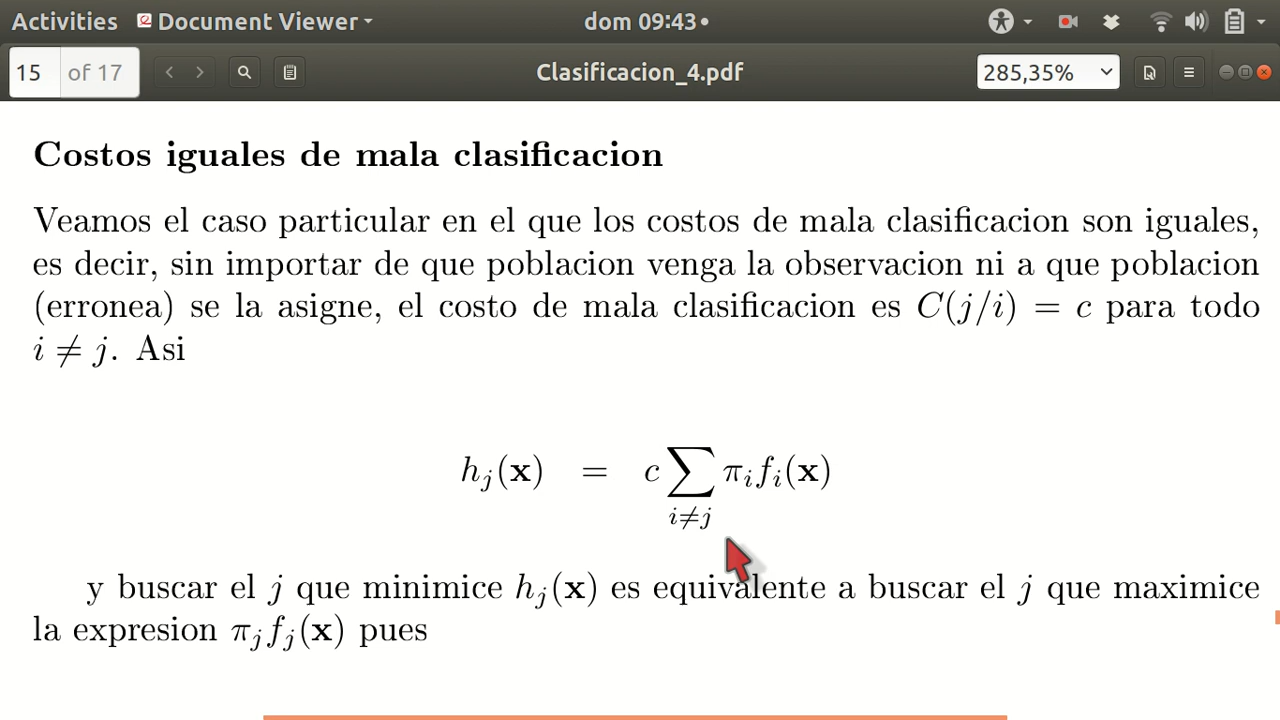 Activities Document Viewer dom 09:43
15 of 17 Clasificacion_4.pdf 285,35%
Costos iguales de mala clasificacion
Veamos el caso particular en el que los costos de mala clasificacion son iguales,
es decir, sin importar de que poblacion venga la observacion ni a que poblacion
(erronea) se la asigne, el costo de mala clasificacion es C(j/i) = c para todo
i ≠ j. Asi
h_j(x) = c ∑_{i≠j} π_i f_i(x)
y buscar el j que minimice h_j(x) es equivalente a buscar el j que maximice
la expresion π_j f_j(x) pues